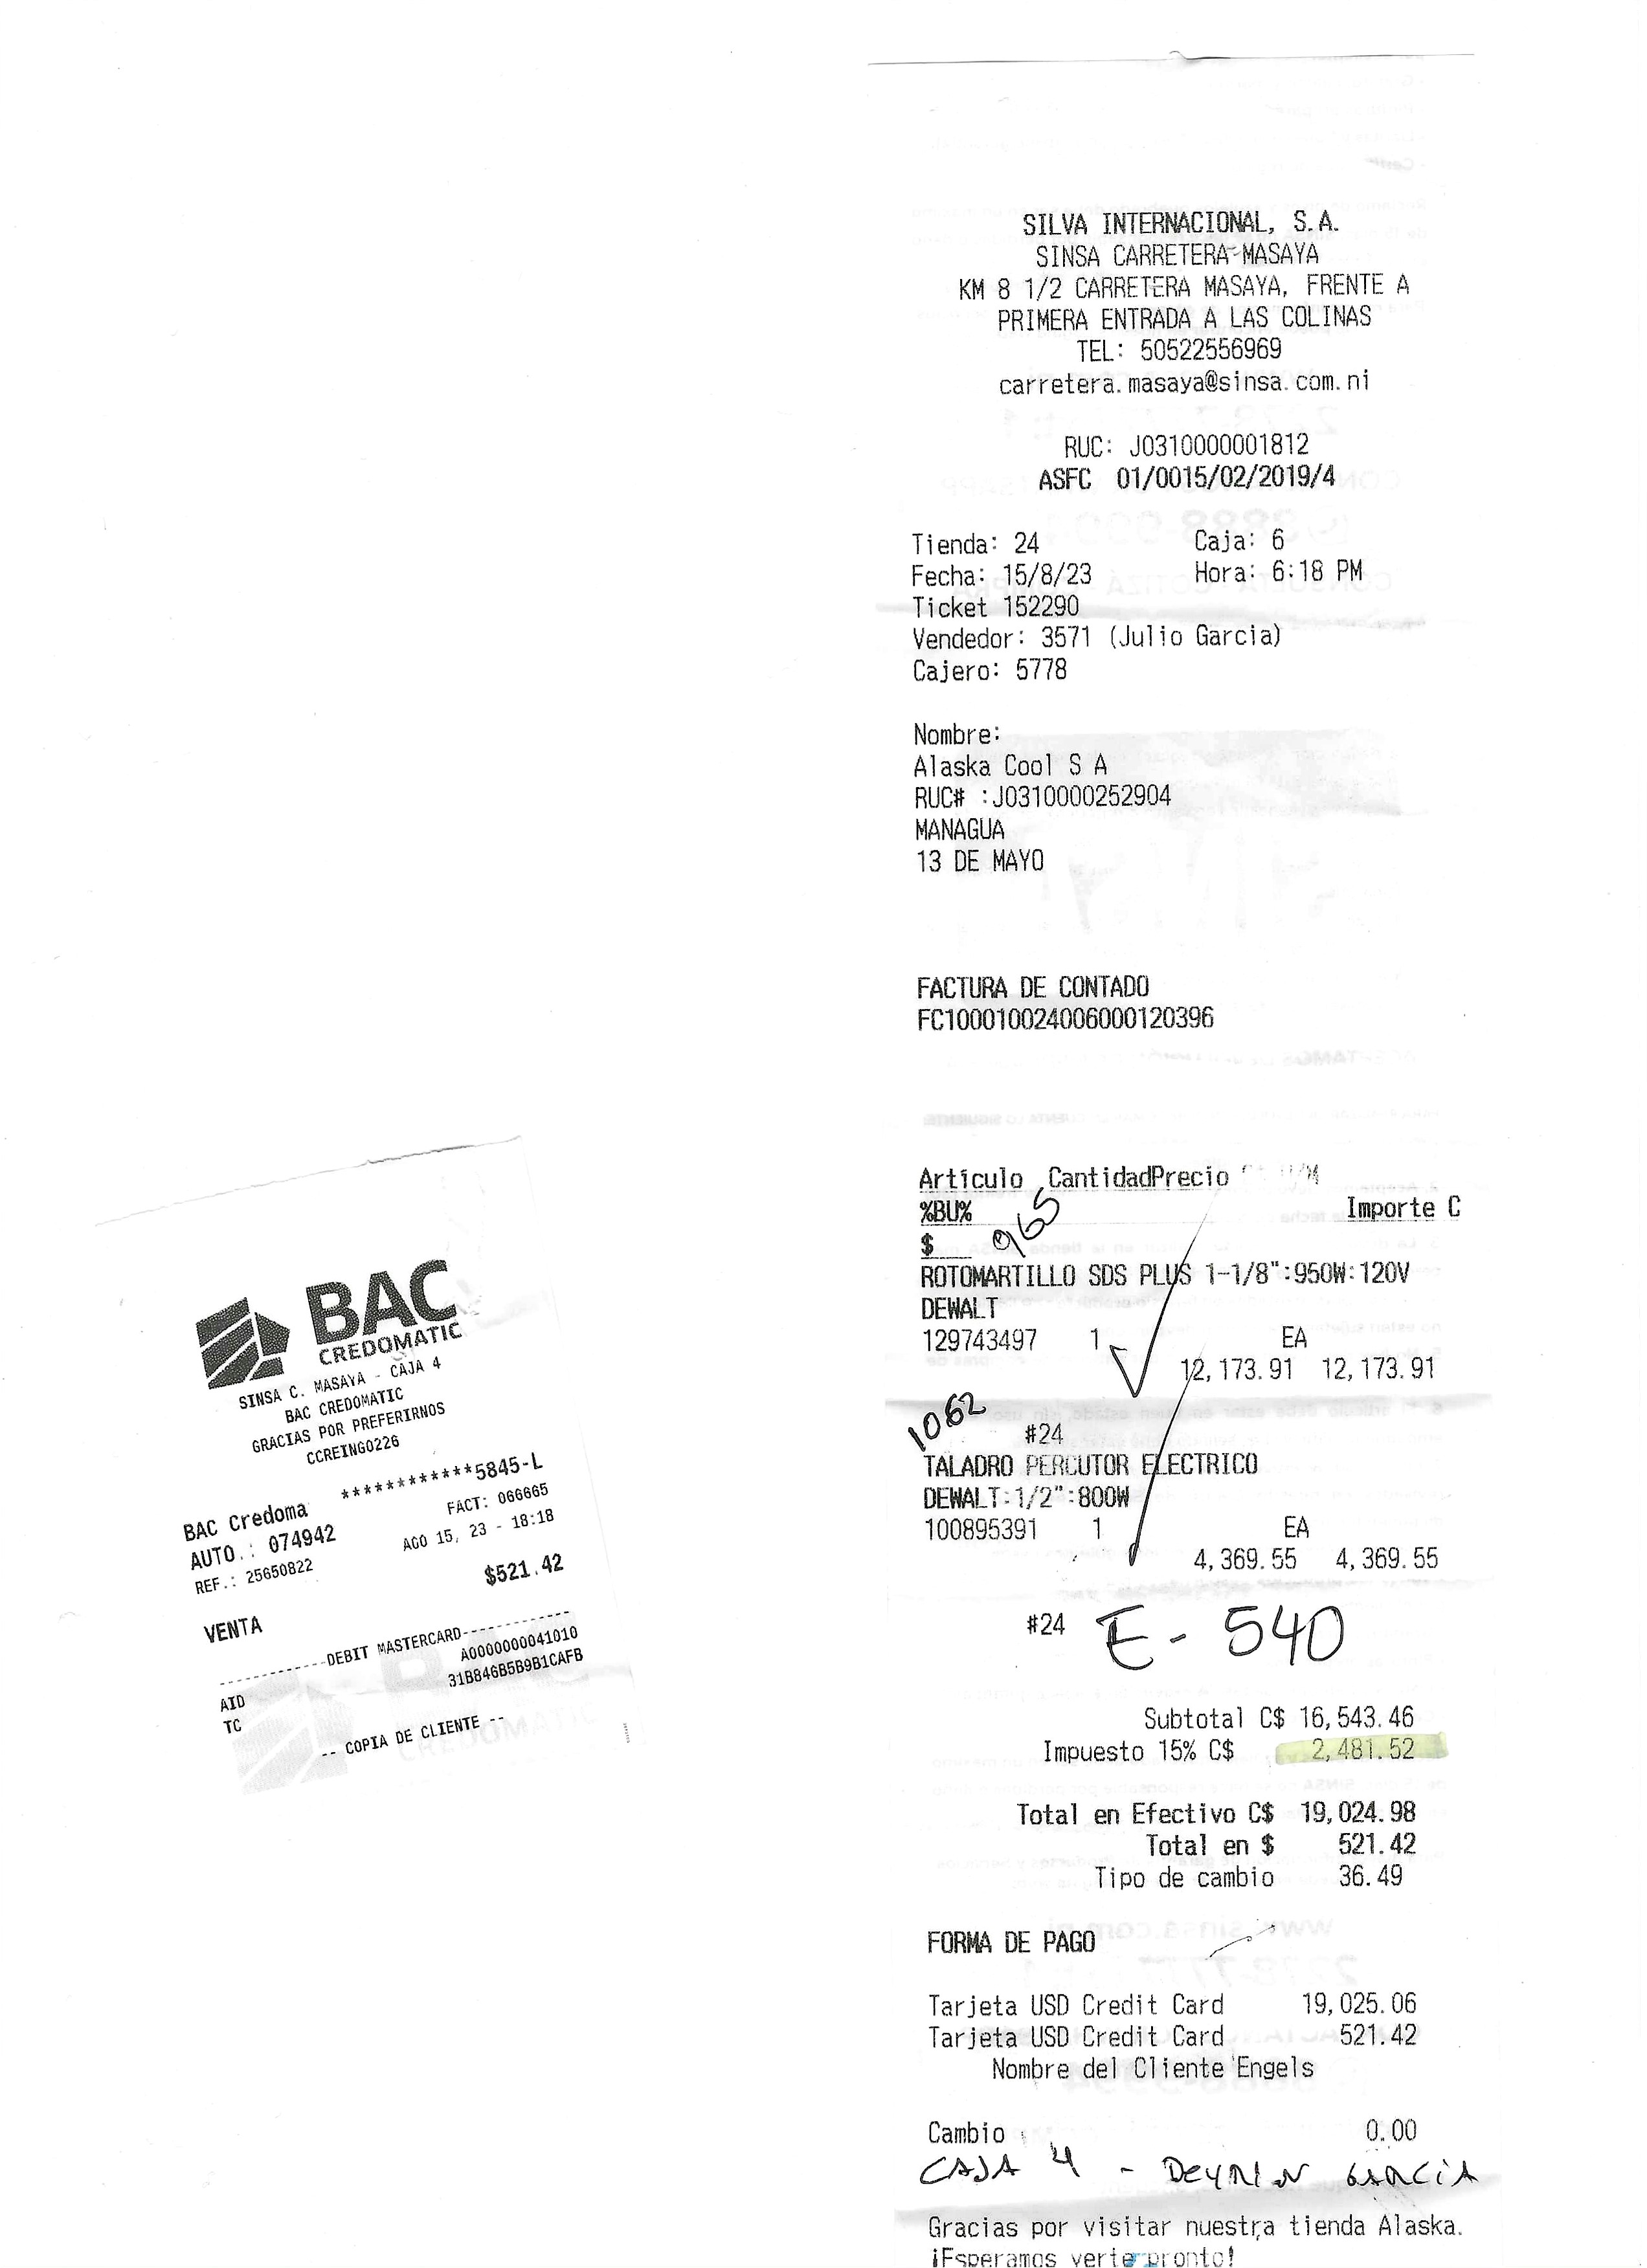 SILVA INTERNACIONAL, S.A.
SINSA CARRETERA-MASAYA
KM 8 1/2 CARRETERA MASAYA, FRENTE A
PRIMERA ENTRADA A LAS COLINAS
TEL: 50522556969
carretera.masaya@sinsa.com.ni
RUC: J0310000001812
ASFC 01/0015/02/2019/4
Tienda: 24 Caja: 6
Fecha: 15/8/23 Hora: 6:18 PM
Ticket 152290
Vendedor: 3571 (Julio Garcia)
Cajero: 5778
Nombre:
Alaska Cool S A
RUC# :J0310000252904
MANAGUA
13 DE MAYO
FACTURA DE CONTADO
FC100010024006000120396
Artículo CantidadPrecio
%BU% Importe C
$ 965
ROTOMARTILLO SDS PLUS 1-1/8":950W:120V
DEWALT
129743497 1 EA
12,173.91 12,173.91
1062
#24
TALADRO PERCUTOR ELECTRICO
DEWALT:1/2":800W
100895391 1 EA
4,369.55 4,369.55
#24 E - 540
Subtotal C$ 16,543.46
Impuesto 15% C$ 2,481.52
Total en Efectivo C$ 19,024.98
Total en $ 521.42
Tipo de cambio 36.49
FORMA DE PAGO
Tarjeta USD Credit Card 19,025.06
Tarjeta USD Credit Card 521.42
Nombre del Cliente Engels
Cambio 0.00
CAJA 4 - DEYRIN GARCIA
Gracias por visitar nuestra tienda Alaska.
¡Esperamos verte pronto!
BAC
CREDOMATIC
SINSA C. MASAYA - CAJA 4
BAC CREDOMATIC
GRACIAS POR PREFERIRNOS
CCREING0226
************5845-L
BAC Credoma FACT: 066665
AUTO.: 074942 AGO 15, 23 - 18:18
REF.: 25650822
$521.42
VENTA
------------DEBIT MASTERCARD------------
AID A0000000041010
TC 31B846B5B9B1CAFB
-- COPIA DE CLIENTE --